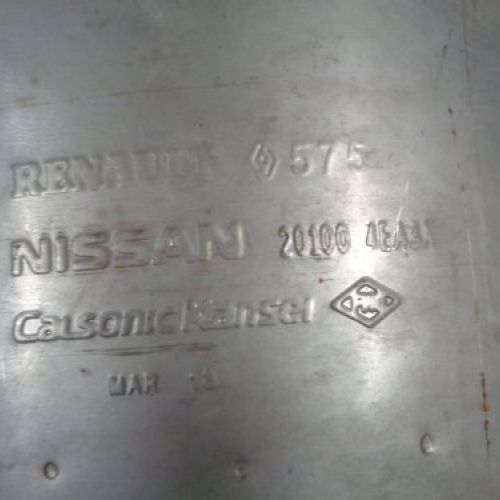 RENAULT 575
NISSAN 20100
CalsonicKansei
MAR